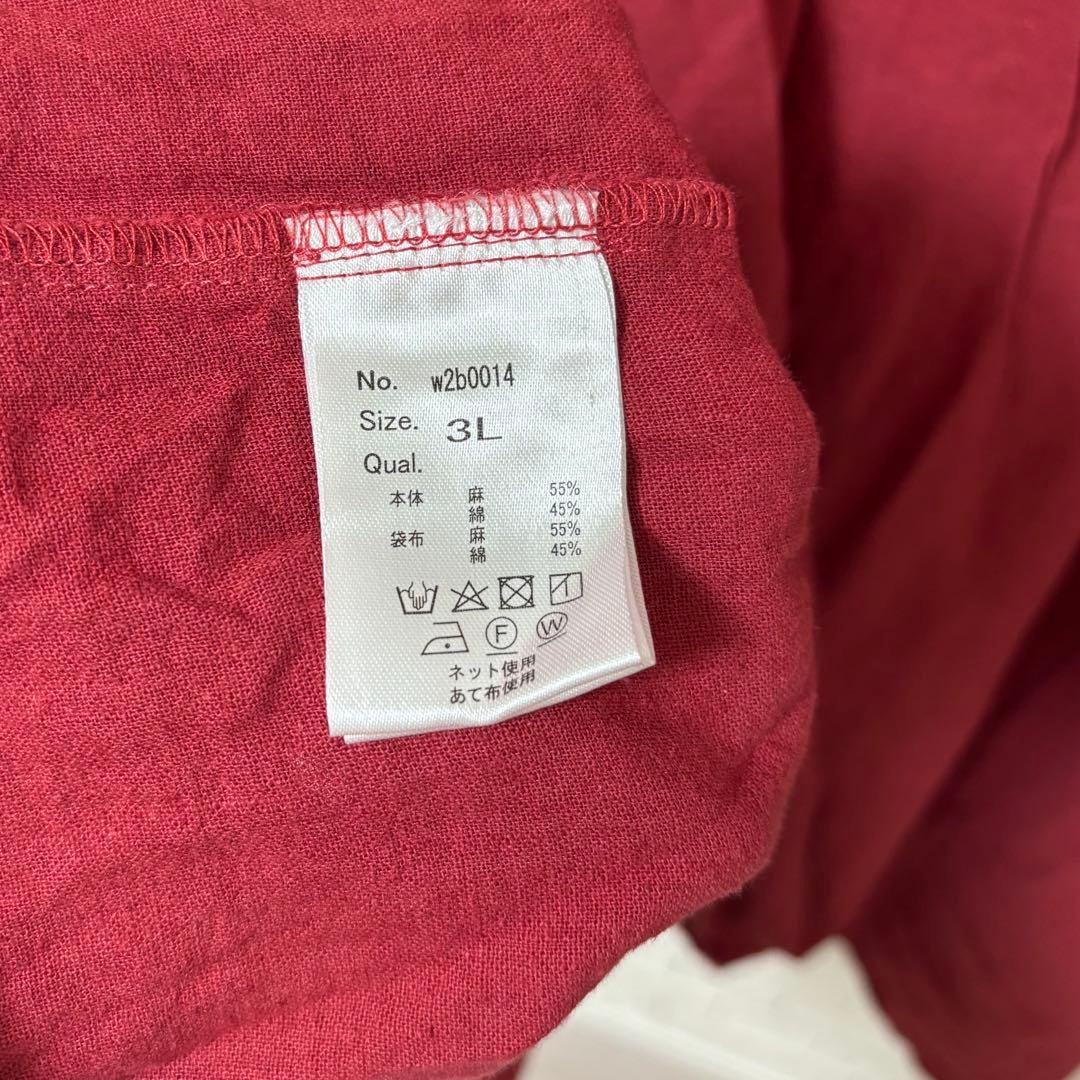 No. w2b0014
Size. 3L
Qual.
本体 麻 55%
綿 45%
袋布 麻 55%
綿 45%
F W
ネット使用
あて布使用